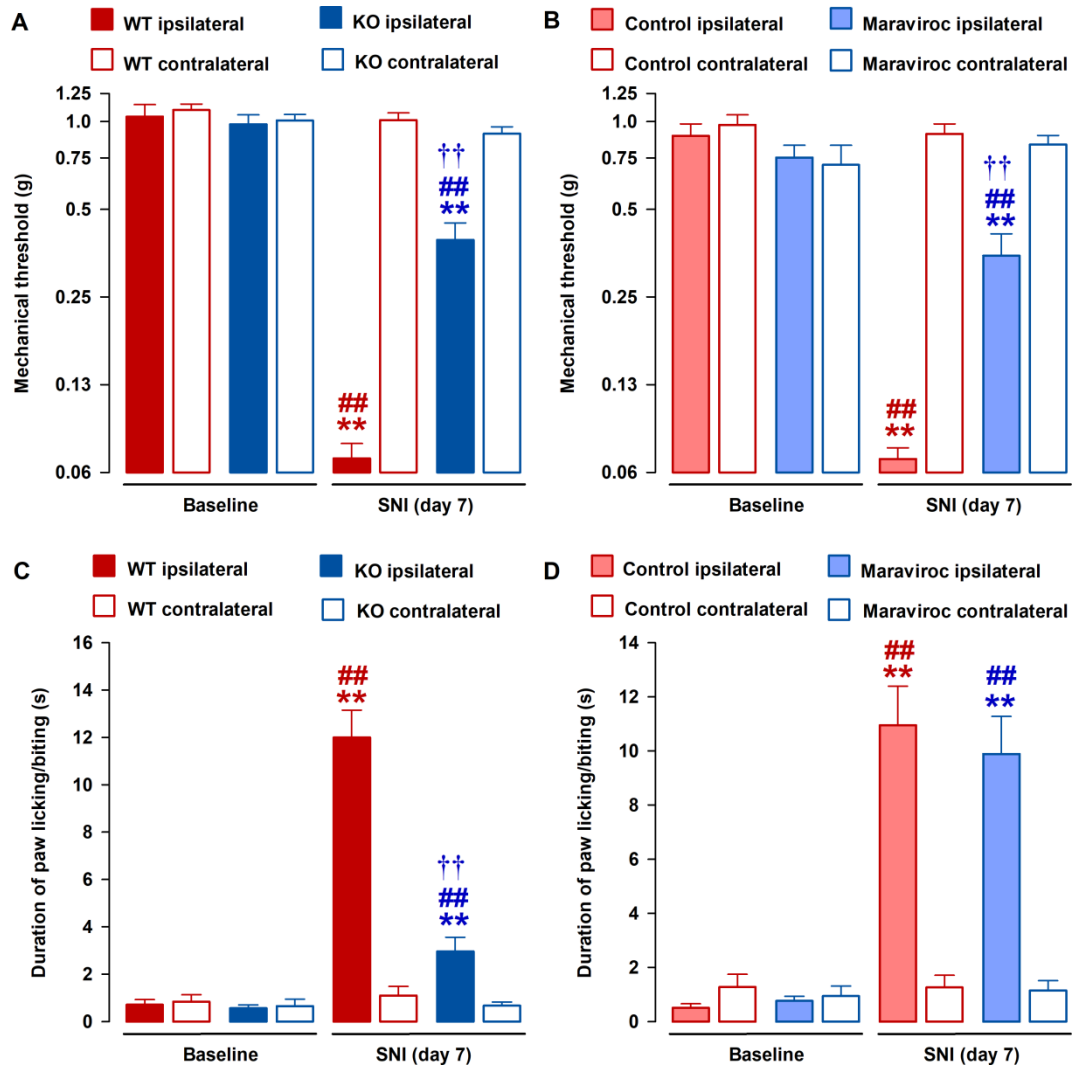 A
WT ipsilateral
KO ipsilateral
WT contralateral
KO contralateral
Mechanical threshold (g)
1.25
1.0
0.75
0.5
0.25
0.13
0.06
##
**
††
##
**
Baseline
SNI (day 7)
B
Control ipsilateral
Maraviroc ipsilateral
Control contralateral
Maraviroc contralateral
Mechanical threshold (g)
1.25
1.0
0.75
0.5
0.25
0.13
0.06
##
**
††
##
**
Baseline
SNI (day 7)
C
WT ipsilateral
KO ipsilateral
WT contralateral
KO contralateral
Duration of paw licking/biting (s)
16
14
12
10
8
6
4
2
0
##
**
††
##
**
Baseline
SNI (day 7)
D
Control ipsilateral
Maraviroc ipsilateral
Control contralateral
Maraviroc contralateral
Duration of paw licking/biting (s)
14
12
10
8
6
4
2
0
##
**
##
**
Baseline
SNI (day 7)